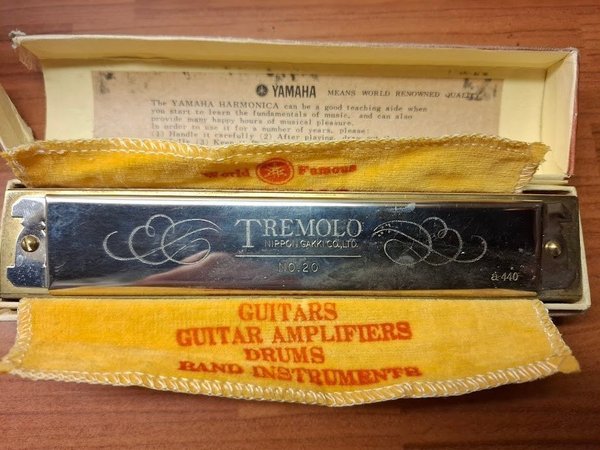 YAMAHA MEANS WORLD RENOWNED QUALITY
The YAMAHA HARMONICA can be a good teaching aide when
you start to learn the fundamentals of music, and can also
provide many happy hours of musical pleasure.
In order to use it for a number of years, please:
(1) Handle it carefully (2) After playing,
World Famous
TREMOLO
NIPPON GAKKI CO., LTD.
NO. 20
a-440
GUITARS
GUITAR AMPLIFIERS
DRUMS
BAND INSTRUMENTS